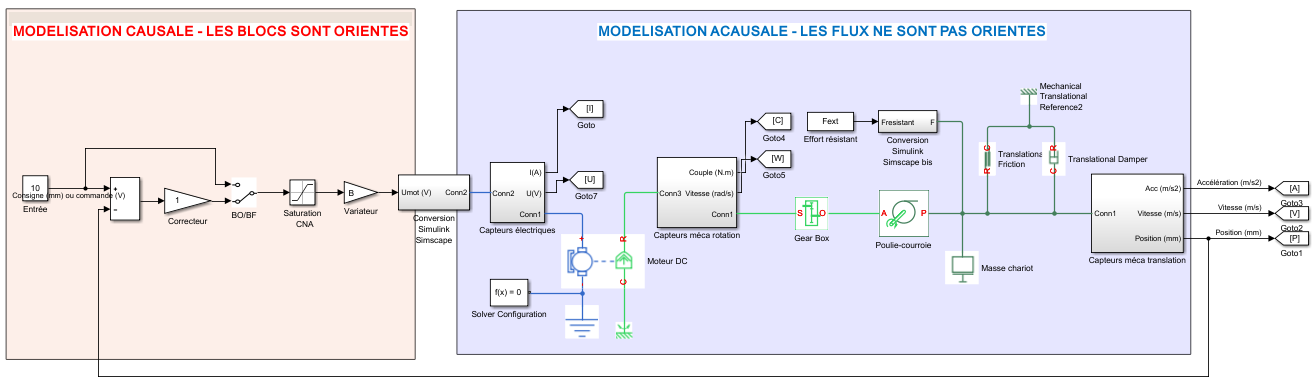 MODELISATION CAUSALE - LES BLOCS SONT ORIENTES
MODELISATION ACAUSALE - LES FLUX NE SONT PAS ORIENTES
10
Consigne (mm) ou commande (V)
Entrée
+
-
1
Correcteur
BO/BF
Saturation
CNA
B
Variateur
Umot (V)
Conn2
Conversion
Simulink
Simscape
Conn2
I(A)
U(V)
Conn1
Capteurs électriques
[I]
Goto
[U]
Goto7
+
-
R
C
Moteur DC
f(x) = 0
Solver Configuration
Conn3
Couple (N.m)
Vitesse (rad/s)
Conn1
Capteurs méca rotation
[C]
Goto4
[W]
Goto5
Fext
Effort résistant
Fresistant
F
Conversion
Simulink
Simscape bis
S
O
Gear Box
A
P
Poulie-courroie
Masse chariot
Mechanical
Translational
Reference2
C
R
Translational
Friction
R
C
Translational Damper
Conn1
Acc (m/s2)
Vitesse (m/s)
Position (mm)
Capteurs méca translation
Accélération (m/s2)
[A]
Goto3
Vitesse (m/s)
[V]
Goto2
Position (mm)
[P]
Goto1